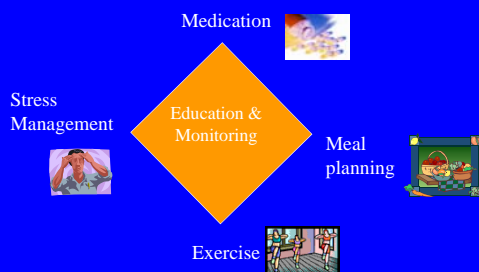 Medication
Stress
Management
Education &
Monitoring
Meal
planning
Exercise